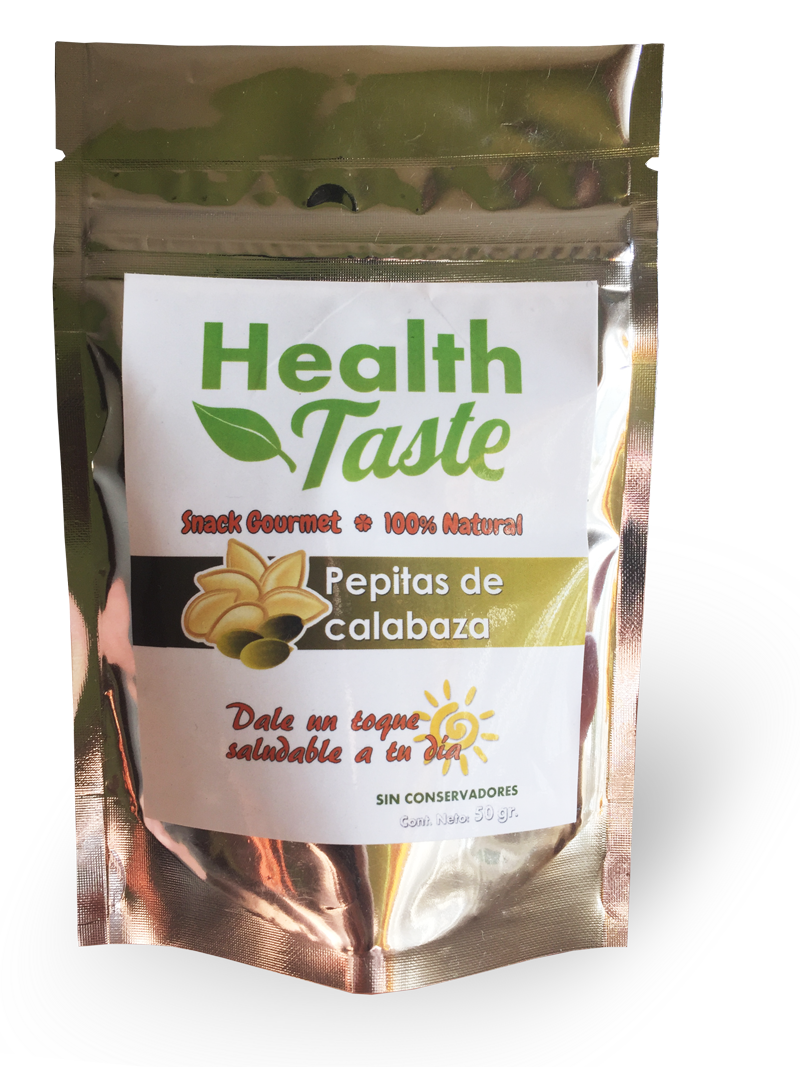 Health
Taste
Snack Gourmet * 100% Natural
Pepitas de
calabaza
Dale un toque
saludable a tu día
SIN CONSERVADORES
Cont. Neto: 50 gr.